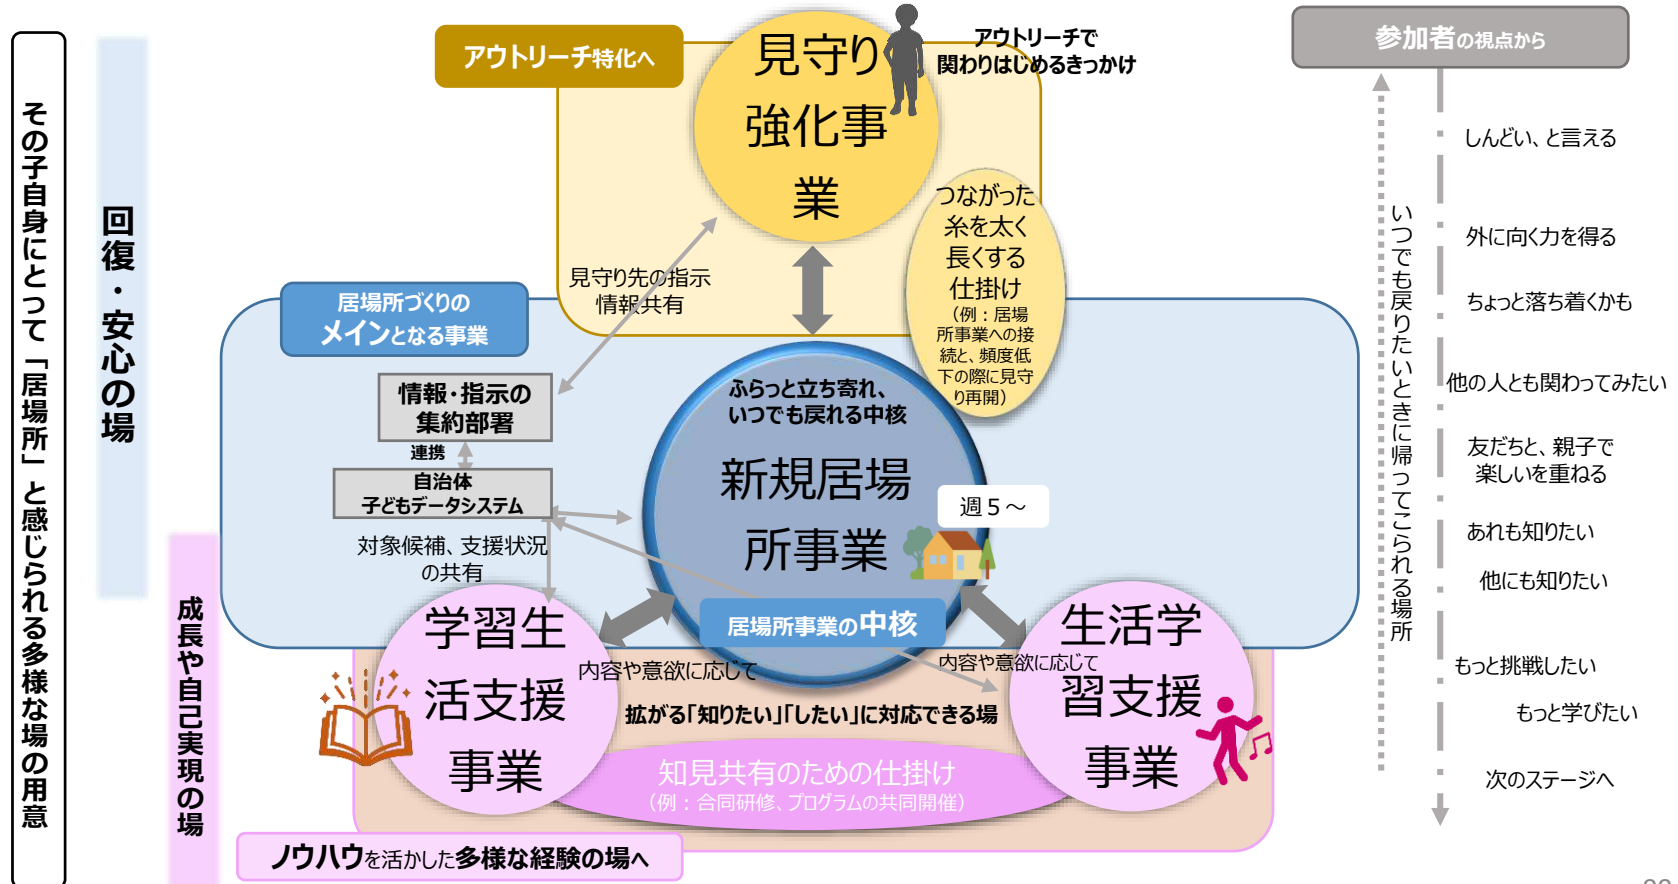 その子自身にとって「居場所」と感じられる多様な場の用意
回復・安心の場
成長や自己実現の場
アウトリーチ特化へ
見守り
強化事
業
アウトリーチで
関わりはじめるきっかけ
つながった
糸を太く
長くする
仕掛け
（例：居場
所事業への接
続と、頻度低
下の際に見守
り再開）
見守り先の指示
情報共有
居場所づくりの
メインとなる事業
情報・指示の
集約部署
連携
自治体
子どもデータシステム
対象候補、支援状況
の共有
ふらっと立ち寄れ、
いつでも戻れる中核
新規居場
所事業
週５～
居場所事業の中核
学習生
活支援
事業
内容や意欲に応じて
生活学
習支援
事業
内容や意欲に応じて
拡がる「知りたい」「したい」に対応できる場
知見共有のための仕掛け
（例：合同研修、プログラムの共同開催）
ノウハウを活かした多様な経験の場へ
参加者の視点から
いつでも戻りたいときに帰ってこられる場所
しんどい、と言える
外に向く力を得る
ちょっと落ち着くかも
他の人とも関わってみたい
友だちと、親子で
楽しいを重ねる
あれも知りたい
他にも知りたい
もっと挑戦したい
もっと学びたい
次のステージへ